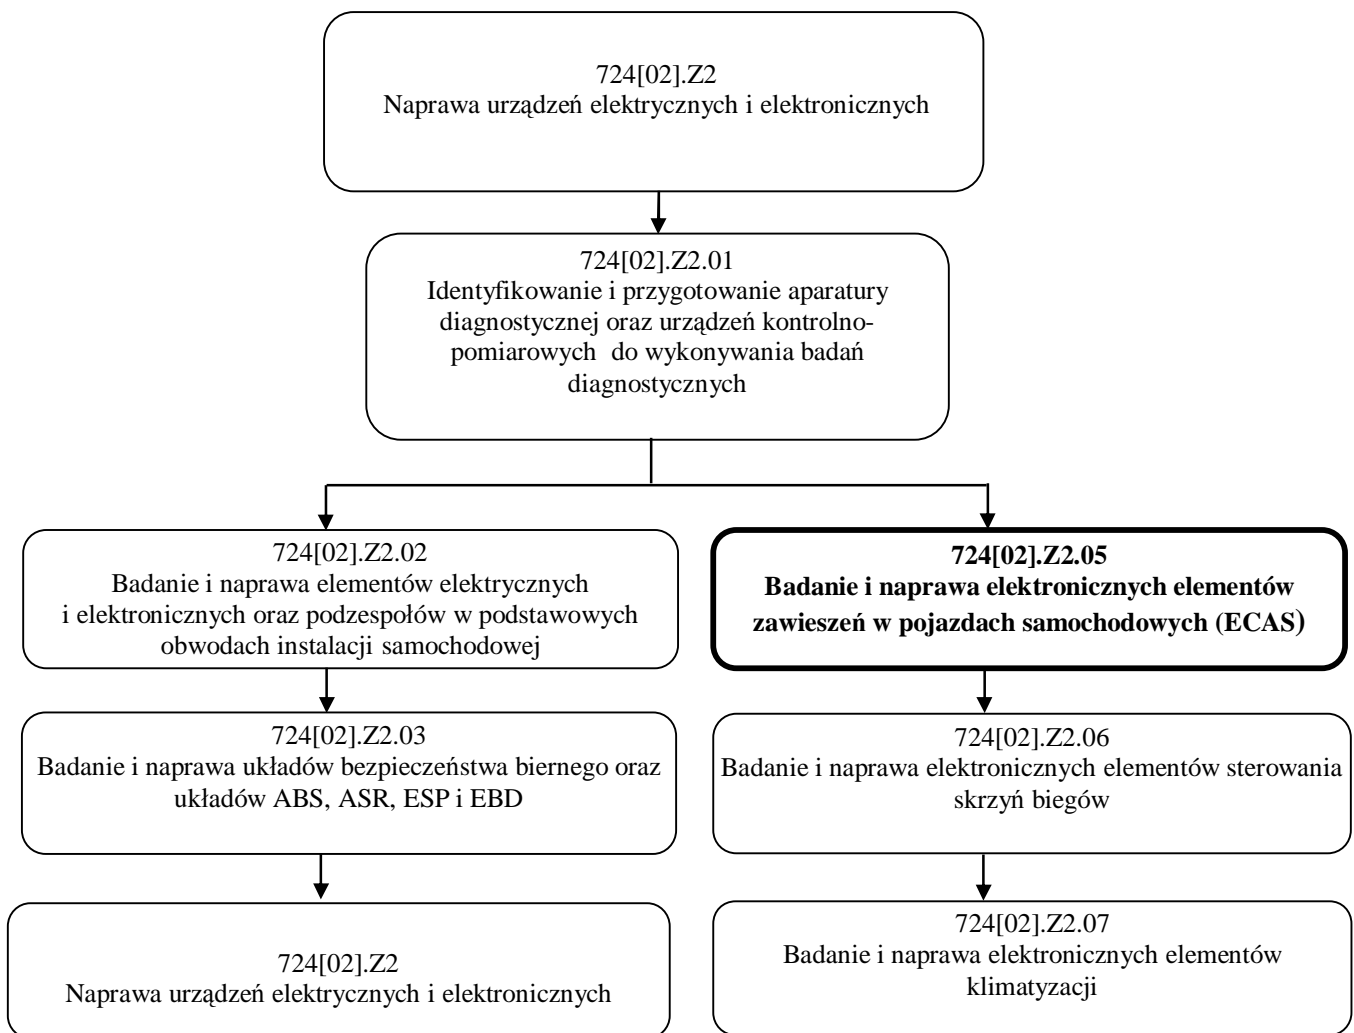 724[02].Z2
Naprawa urządzeń elektrycznych i elektronicznych
724[02].Z2.01
Identyfikowanie i przygotowanie aparatury
diagnostycznej oraz urządzeń kontrolno-
pomiarowych do wykonywania badań
diagnostycznych
724[02].Z2.02
Badanie i naprawa elementów elektrycznych
i elektronicznych oraz podzespołów w podstawowych
obwodach instalacji samochodowej
724[02].Z2.05
Badanie i naprawa elektronicznych elementów
zawieszeń w pojazdach samochodowych (ECAS)
724[02].Z2.03
Badanie i naprawa układów bezpieczeństwa biernego oraz
układów ABS, ASR, ESP i EBD
724[02].Z2.06
Badanie i naprawa elektronicznych elementów sterowania
skrzyń biegów
724[02].Z2
Naprawa urządzeń elektrycznych i elektronicznych
724[02].Z2.07
Badanie i naprawa elektronicznych elementów
klimatyzacji